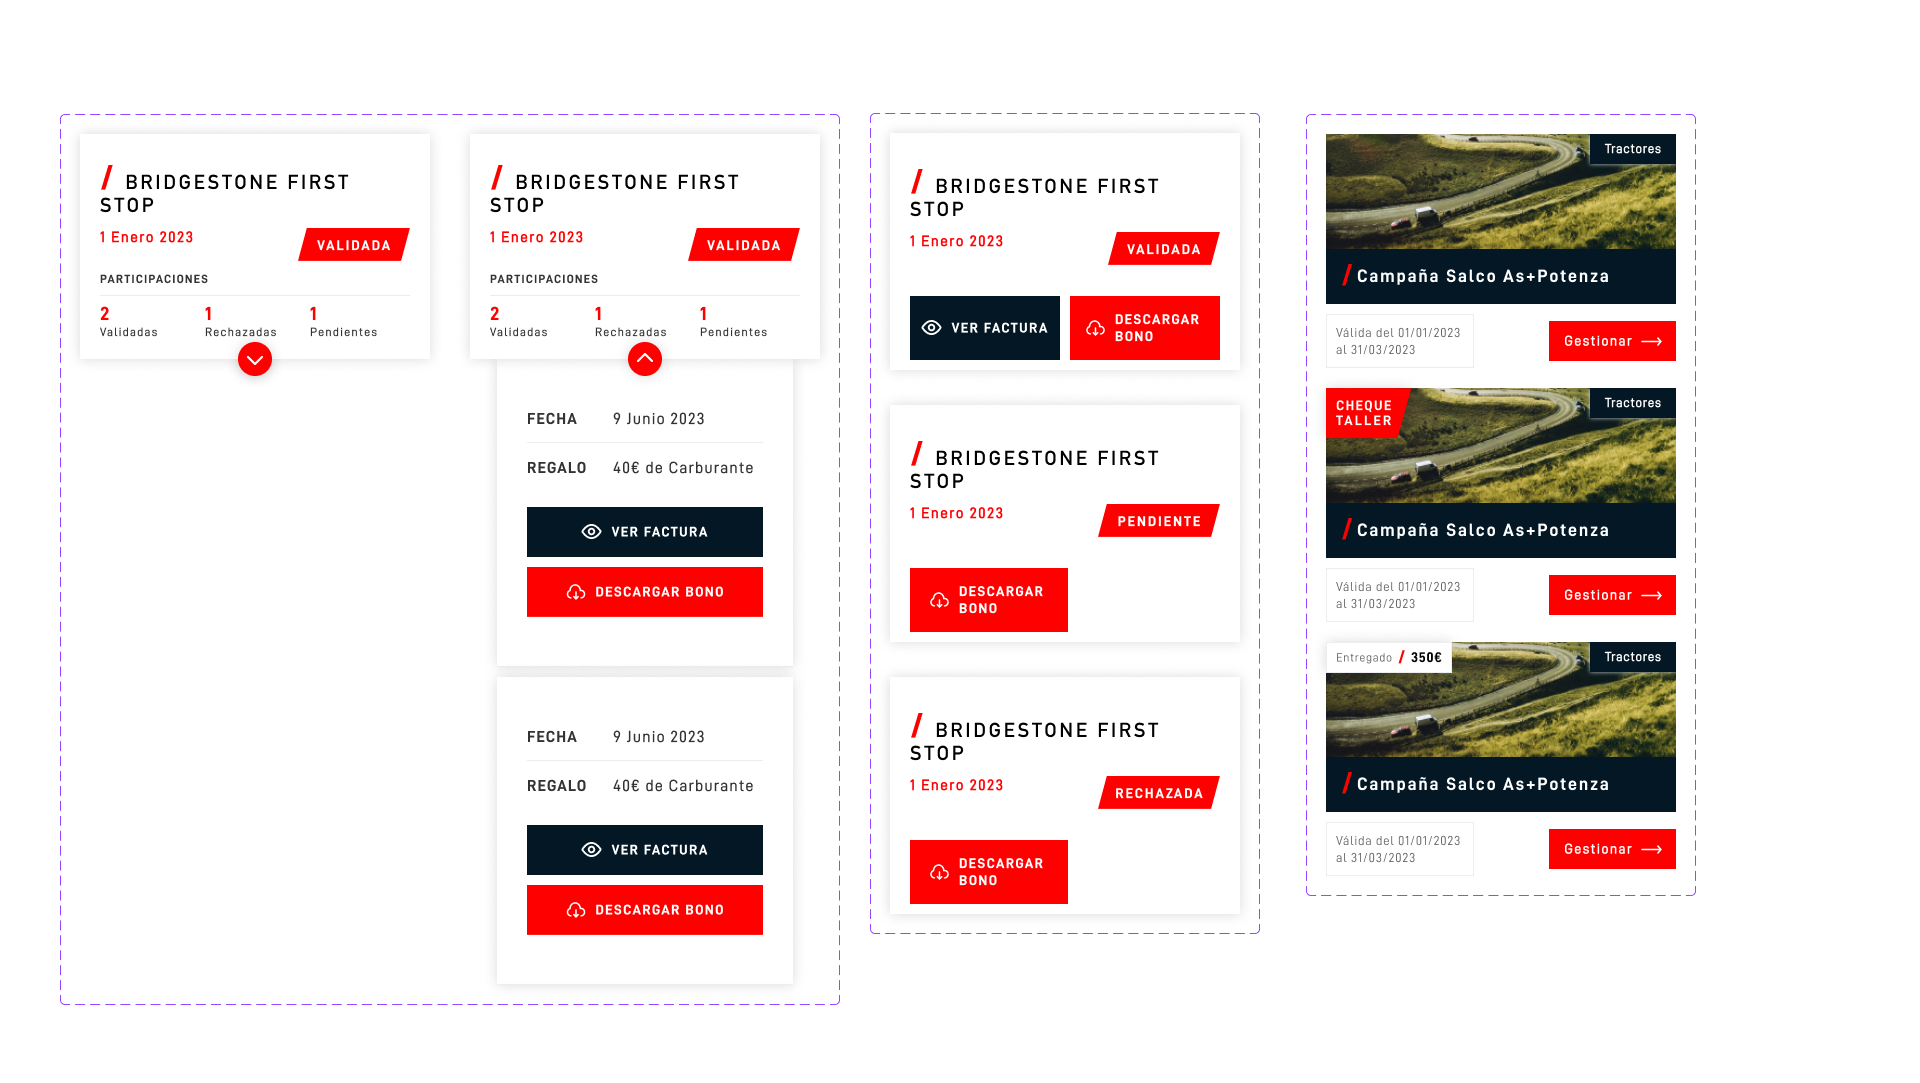 / BRIDGESTONE FIRST
STOP
1 Enero 2023
VALIDADA
PARTICIPACIONES
2
Validadas
1
Rechazadas
1
Pendientes
/ BRIDGESTONE FIRST
STOP
1 Enero 2023
VALIDADA
PARTICIPACIONES
2
Validadas
1
Rechazadas
1
Pendientes
FECHA 9 Junio 2023
REGALO 40€ de Carburante
VER FACTURA
DESCARGAR BONO
FECHA 9 Junio 2023
REGALO 40€ de Carburante
VER FACTURA
DESCARGAR BONO
/ BRIDGESTONE FIRST
STOP
1 Enero 2023
VALIDADA
VER FACTURA
DESCARGAR
BONO
/ BRIDGESTONE FIRST
STOP
1 Enero 2023
PENDIENTE
DESCARGAR
BONO
/ BRIDGESTONE FIRST
STOP
1 Enero 2023
RECHAZADA
DESCARGAR
BONO
Tractores
/ Campaña Salco As+Potenza
Válida del 01/01/2023
al 31/03/2023
Gestionar
CHEQUE
TALLER
Tractores
/ Campaña Salco As+Potenza
Válida del 01/01/2023
al 31/03/2023
Gestionar
Entregado / 350€
Tractores
/ Campaña Salco As+Potenza
Válida del 01/01/2023
al 31/03/2023
Gestionar